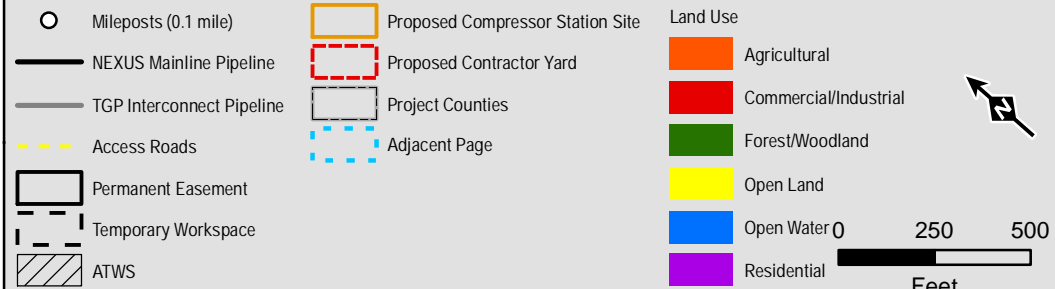 Mileposts (0.1 mile)
NEXUS Mainline Pipeline
TGP Interconnect Pipeline
Access Roads
Permanent Easement
Temporary Workspace
ATWS
Proposed Compressor Station Site
Proposed Contractor Yard
Project Counties
Adjacent Page
Land Use
Agricultural
Commercial/Industrial
Forest/Woodland
Open Land
Open Water
Residential
N
0 250 500
Feet